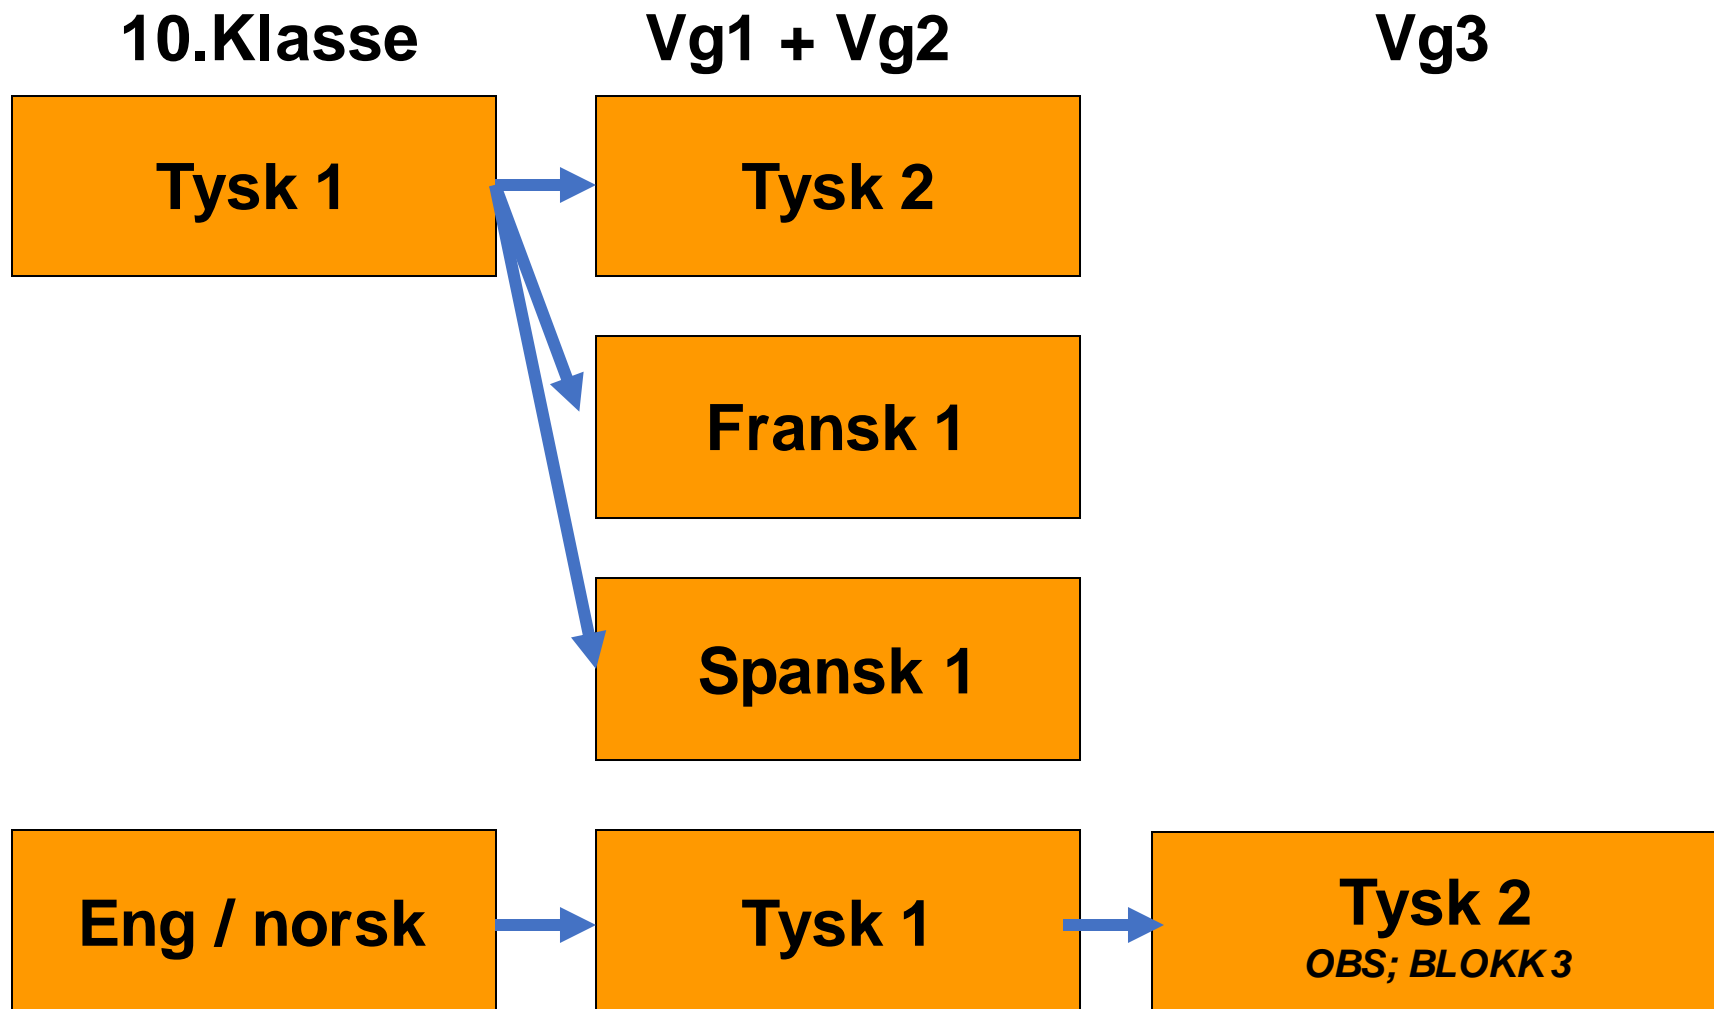 10.Klasse Vg1 + Vg2 Vg3
Tysk 1 Tysk 2
Fransk 1
Spansk 1
Eng / norsk Tysk 1 Tysk 2
OBS; BLOKK 3